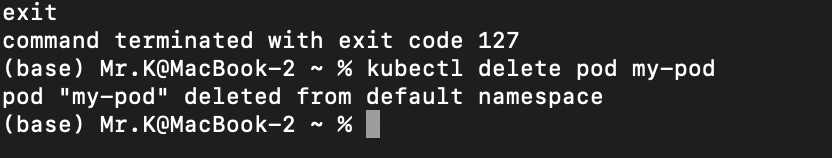 exit
command terminated with exit code 127
(base) Mr.K@MacBook-2 ~ % kubectl delete pod my-pod
pod "my-pod" deleted from default namespace
(base) Mr.K@MacBook-2 ~ %